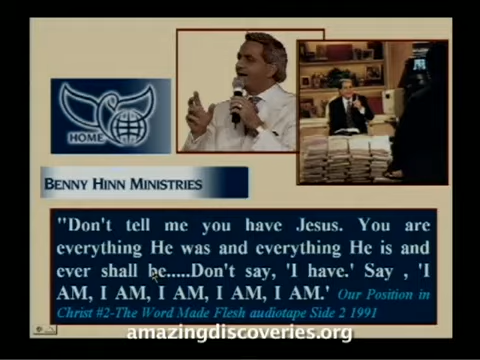 HOME
BENNY HINN MINISTRIES
"Don't tell me you have Jesus. You are
everything He was and everything He is and
ever shall be.....Don't say, 'I have.' Say , 'I
AM, I AM, I AM, I AM, I AM.' Our Position in
Christ #2-The Word Made Flesh audiotape Side 2 1991
amazingdiscoveries.org